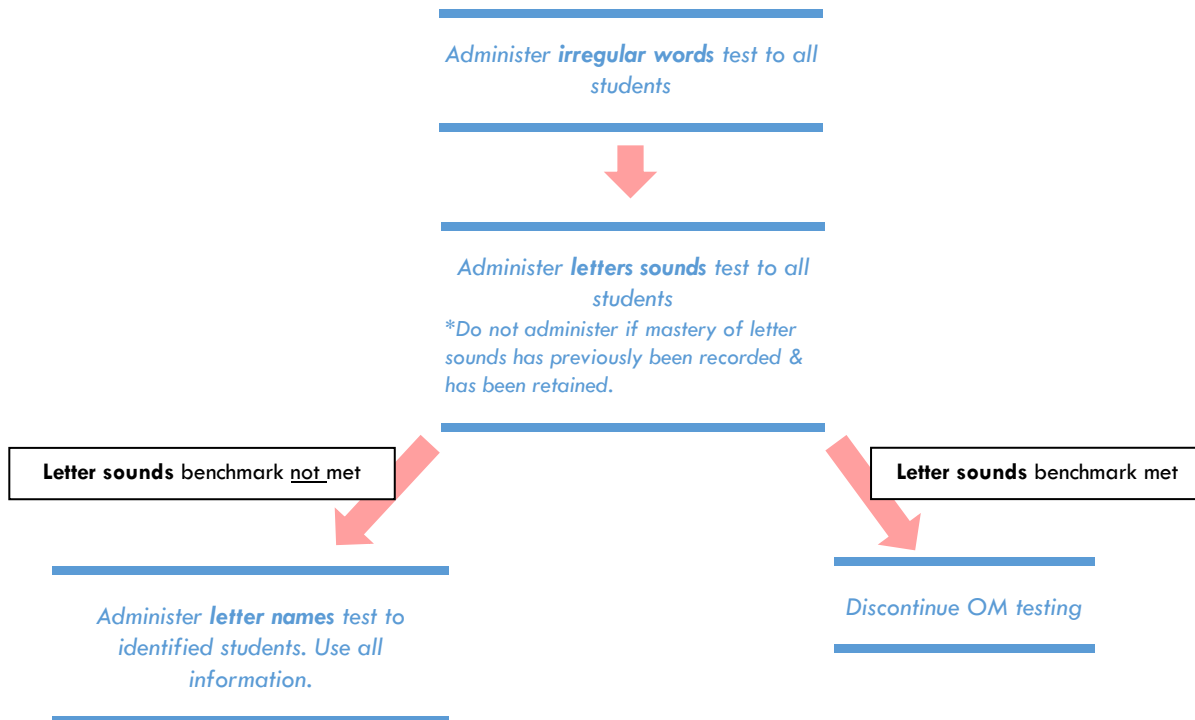 Administer irregular words test to all
students
Administer letters sounds test to all
students
*Do not administer if mastery of letter
sounds has previously been recorded &
has been retained.
Letter sounds benchmark not met
Letter sounds benchmark met
Administer letter names test to
identified students. Use all
information.
Discontinue OM testing